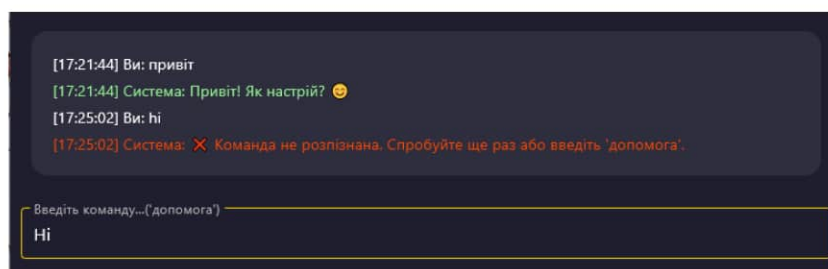 [17:21:44] Ви: привіт
[17:21:44] Система: Привіт! Як настрій? 😊
[17:25:02] Ви: hi
[17:25:02] Система: ❌ Команда не розпізнана. Спробуйте ще раз або введіть 'допомога'.
Введіть команду...('допомога')
Hi